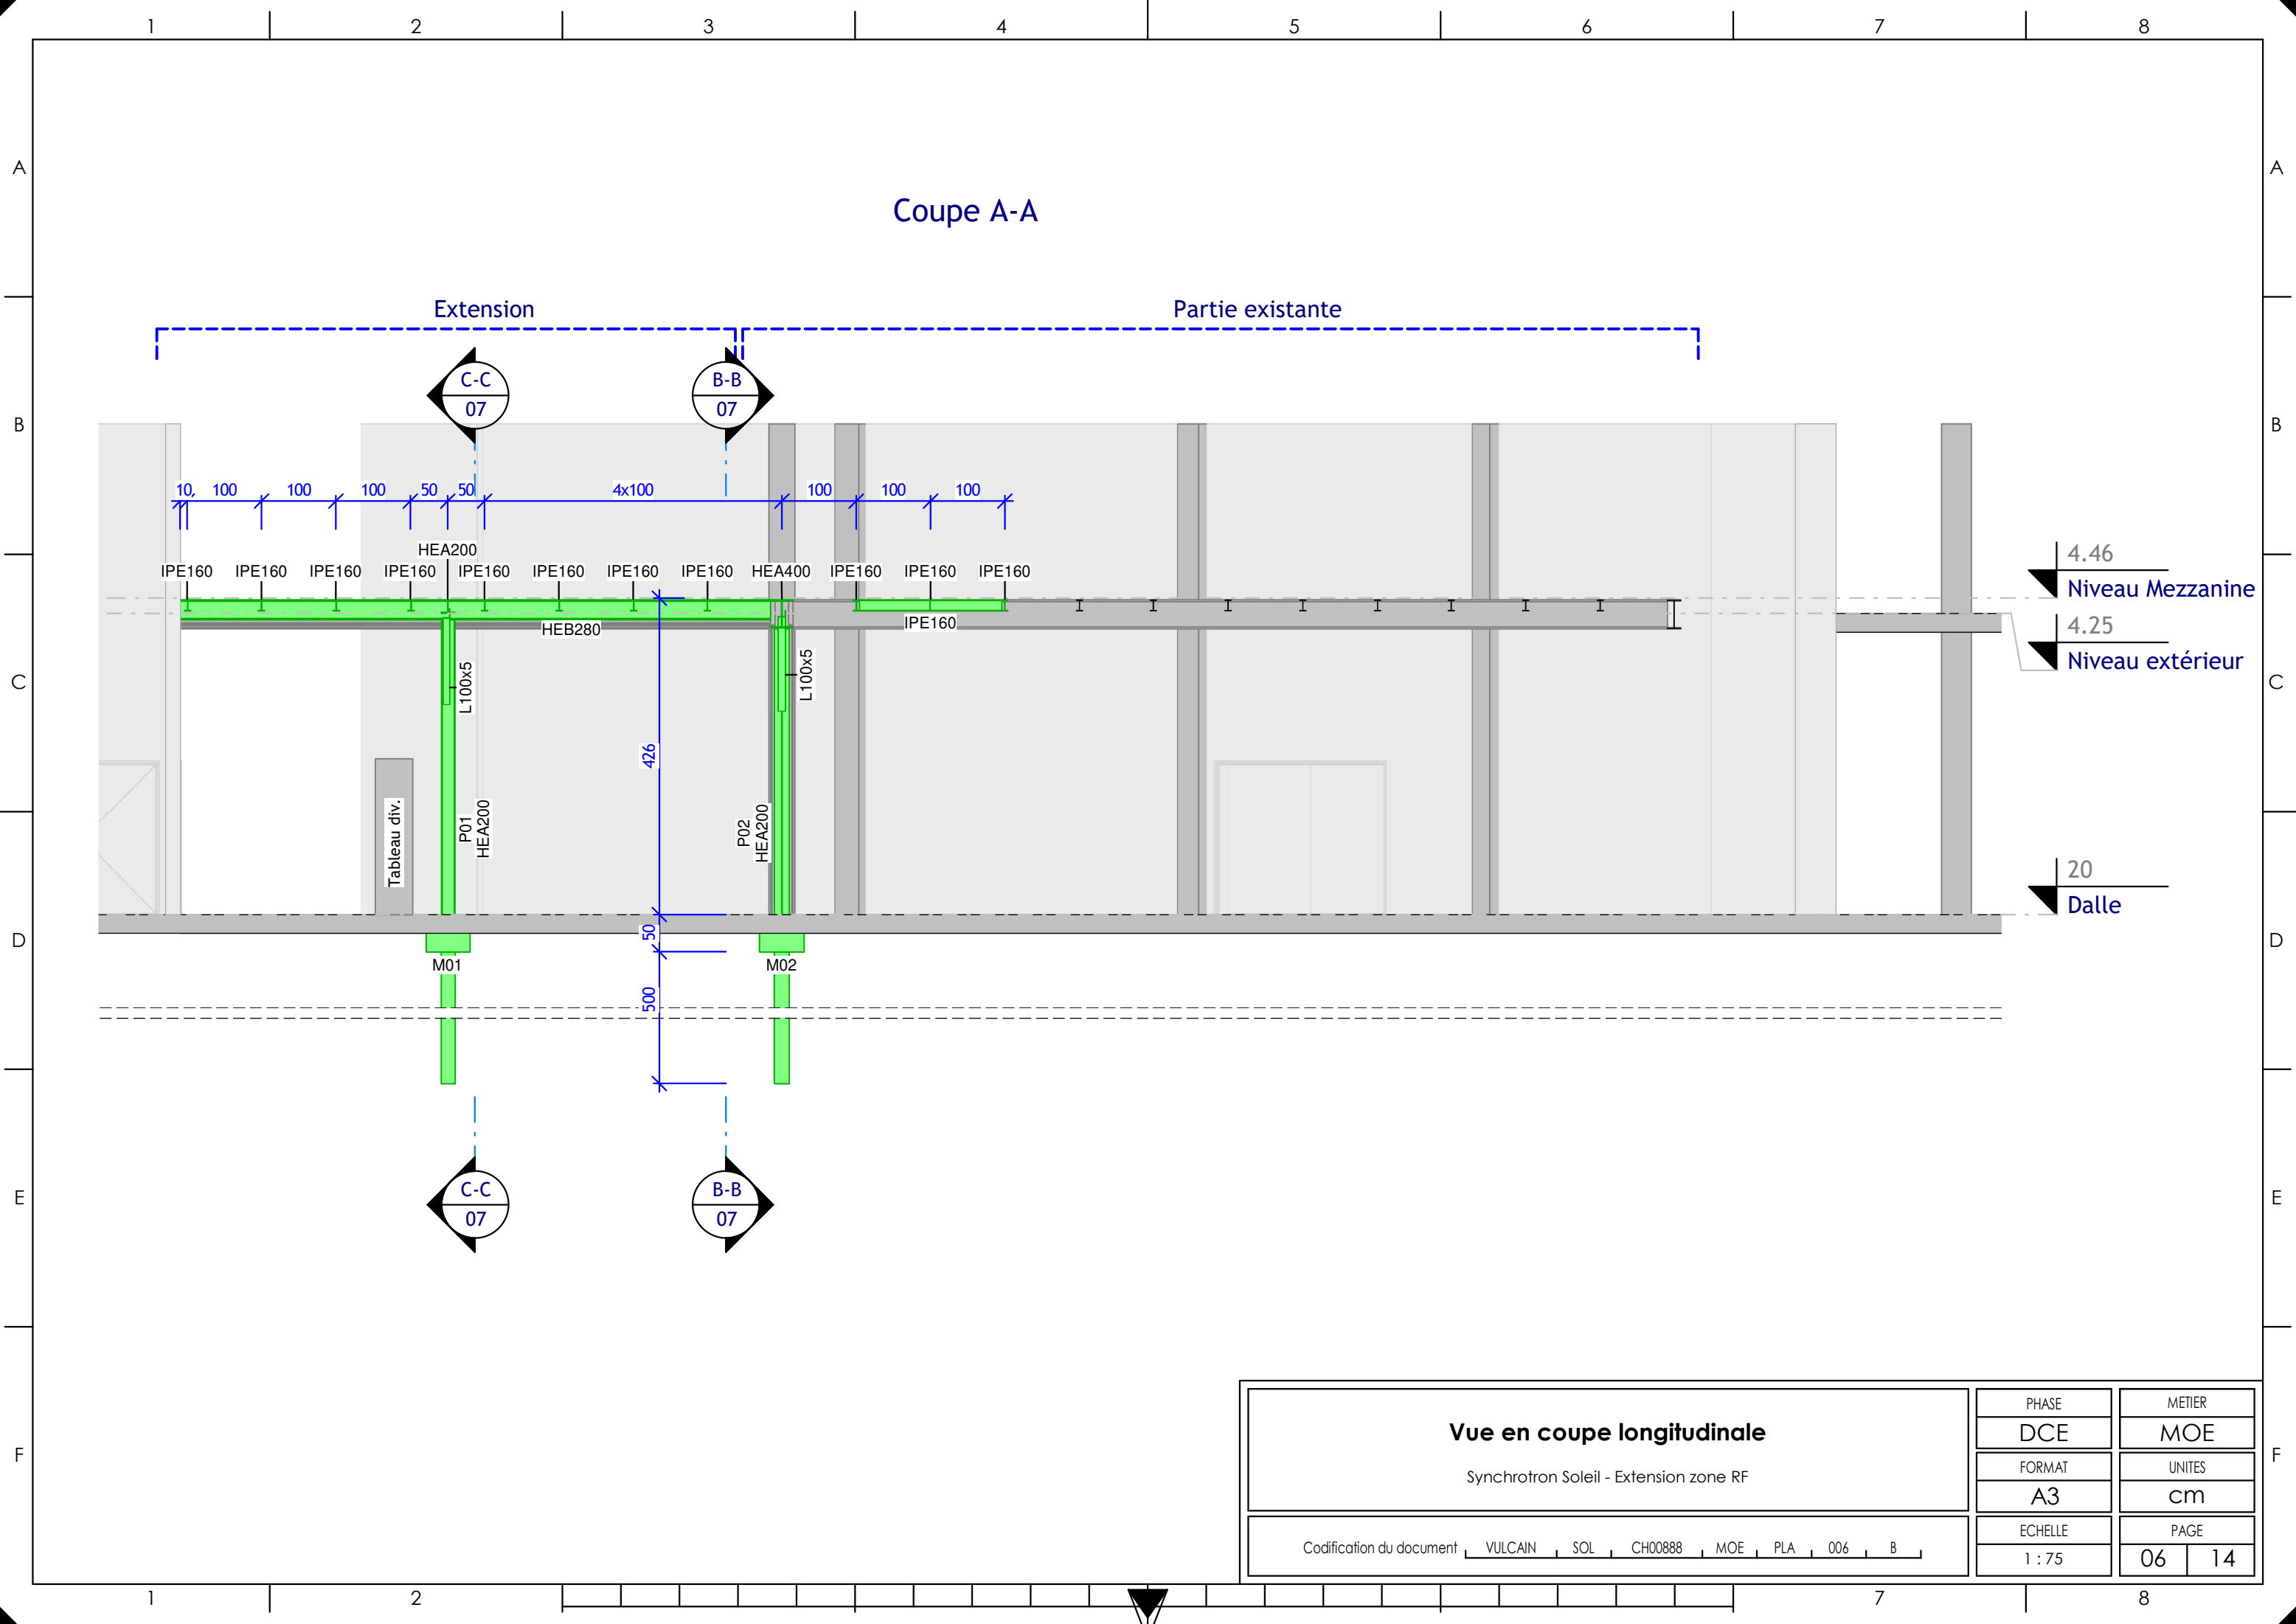 1 2 3 4 5 6 7 8
A A
Coupe A-A
Extension Partie existante
C-C B-B
07 07
B B
10, 100 100 100 50 50 4x100 100 100 100
HEA200
IPE160 IPE160 IPE160 IPE160 IPE160 IPE160 IPE160 IPE160 HEA400 IPE160 IPE160 IPE160
4.46
Niveau Mezzanine
HEB280 IPE160
4.25
Niveau extérieur
C C
L100x5 L100x5
426
Tableau div.
P01
HEA200
P02
HEA200
20
Dalle
50
D D
M01 M02
500
C-C B-B
07 07
E E
F F
Vue en coupe longitudinale
Synchrotron Soleil - Extension zone RF
PHASE METIER
DCE MOE
FORMAT UNITES
A3 cm
ECHELLE PAGE
1 : 75 06 14
Codification du document VULCAIN SOL CH00888 MOE PLA 006 B
1 2 7 8